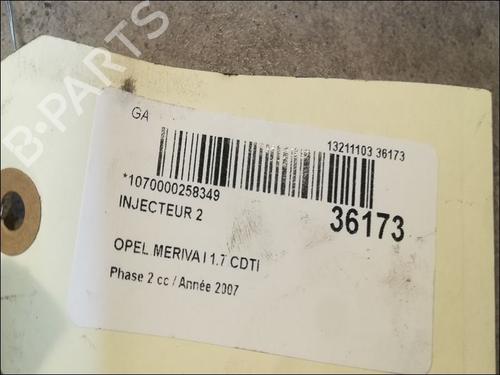 B-PARTS
GA
13211103 36173
*1070000258349
36173
INJECTEUR 2
OPEL MERIVA I 1.7 CDTI
Phase 2 cc / Année 2007